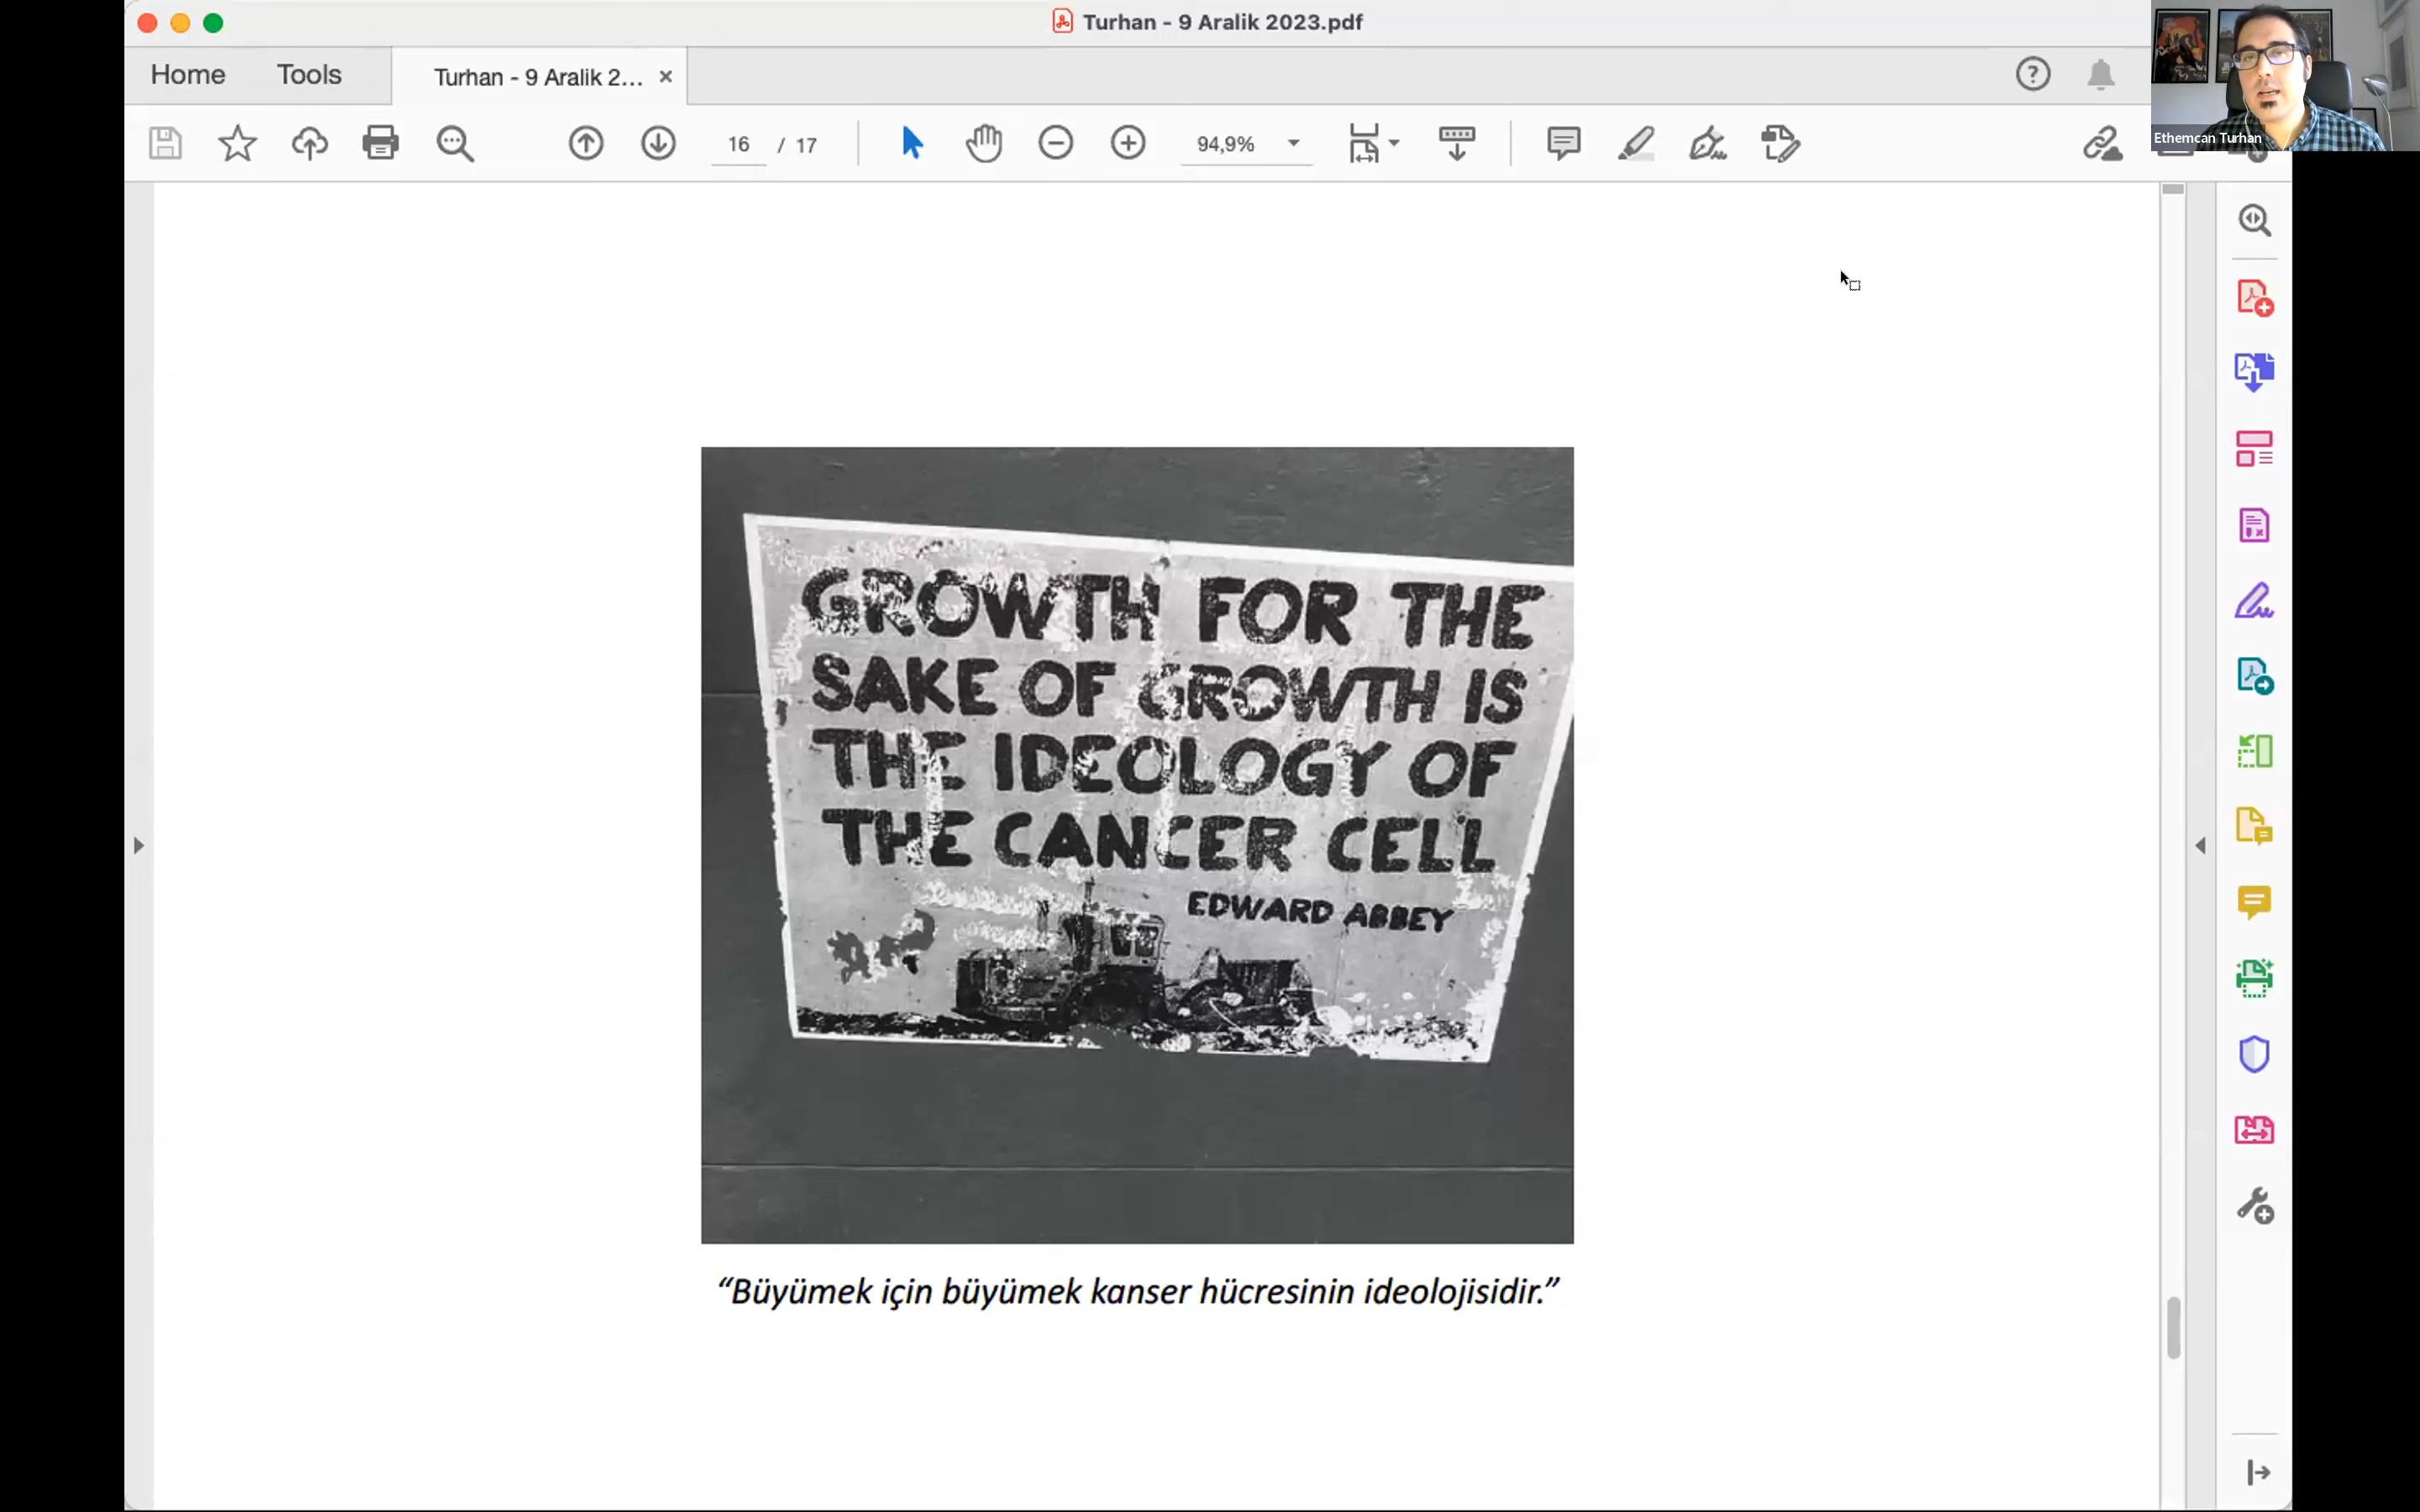 Turhan - 9 Aralik 2023.pdf
Home
Tools
Turhan - 9 Aralik 2...
16 / 17
94,9%
Ethemcan Turhan
GROWTH FOR THE
SAKE OF GROWTH IS
THE IDEOLOGY OF
THE CANCER CELL
EDWARD ABBEY
“Büyümek için büyümek kanser hücresinin ideolojisidir.”